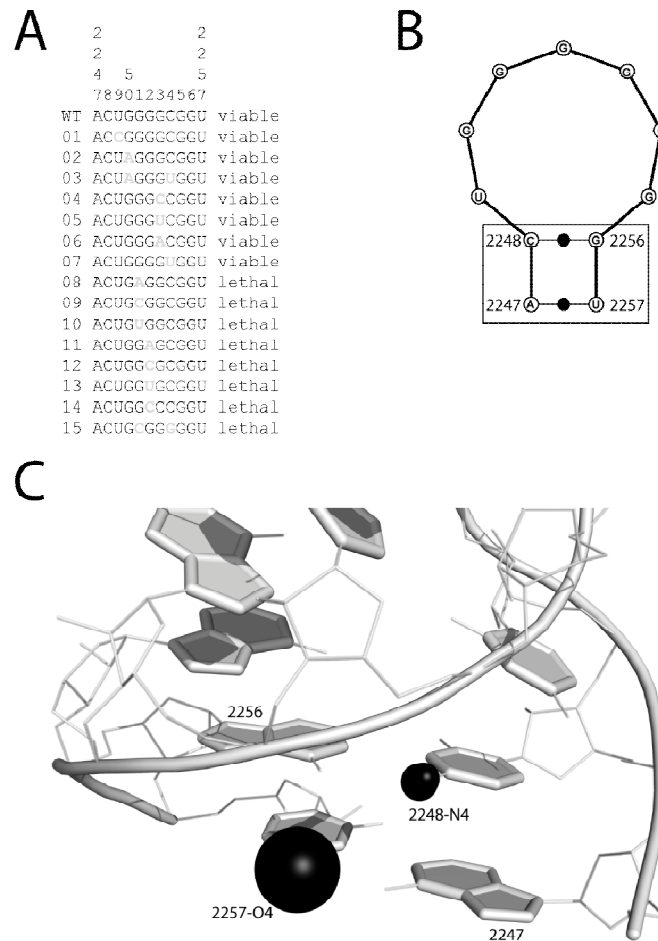 A
2 2
2 2
4 5 5
78901234567
WT ACUGGGGCGGU viable
01 ACCGGGGCGGU viable
02 ACUAGGGCGGU viable
03 ACUAGGGUGGU viable
04 ACUGGGCCGGU viable
05 ACUGGGUCGGU viable
06 ACUGGGACGGU viable
07 ACUGGGGUGGU viable
08 ACUGAGGCGGU lethal
09 ACUGCGGCGGU lethal
10 ACUGUGGCGGU lethal
11 ACUGGAGCGGU lethal
12 ACUGGCGCGGU lethal
13 ACUGGUGCGGU lethal
14 ACUGGCCCGGU lethal
15 ACUGCGGGGGU lethal
B
G
G G
G
U G
2248 C G 2256
2247 A U 2257
C
2256
2248-N4
2257-O4
2247